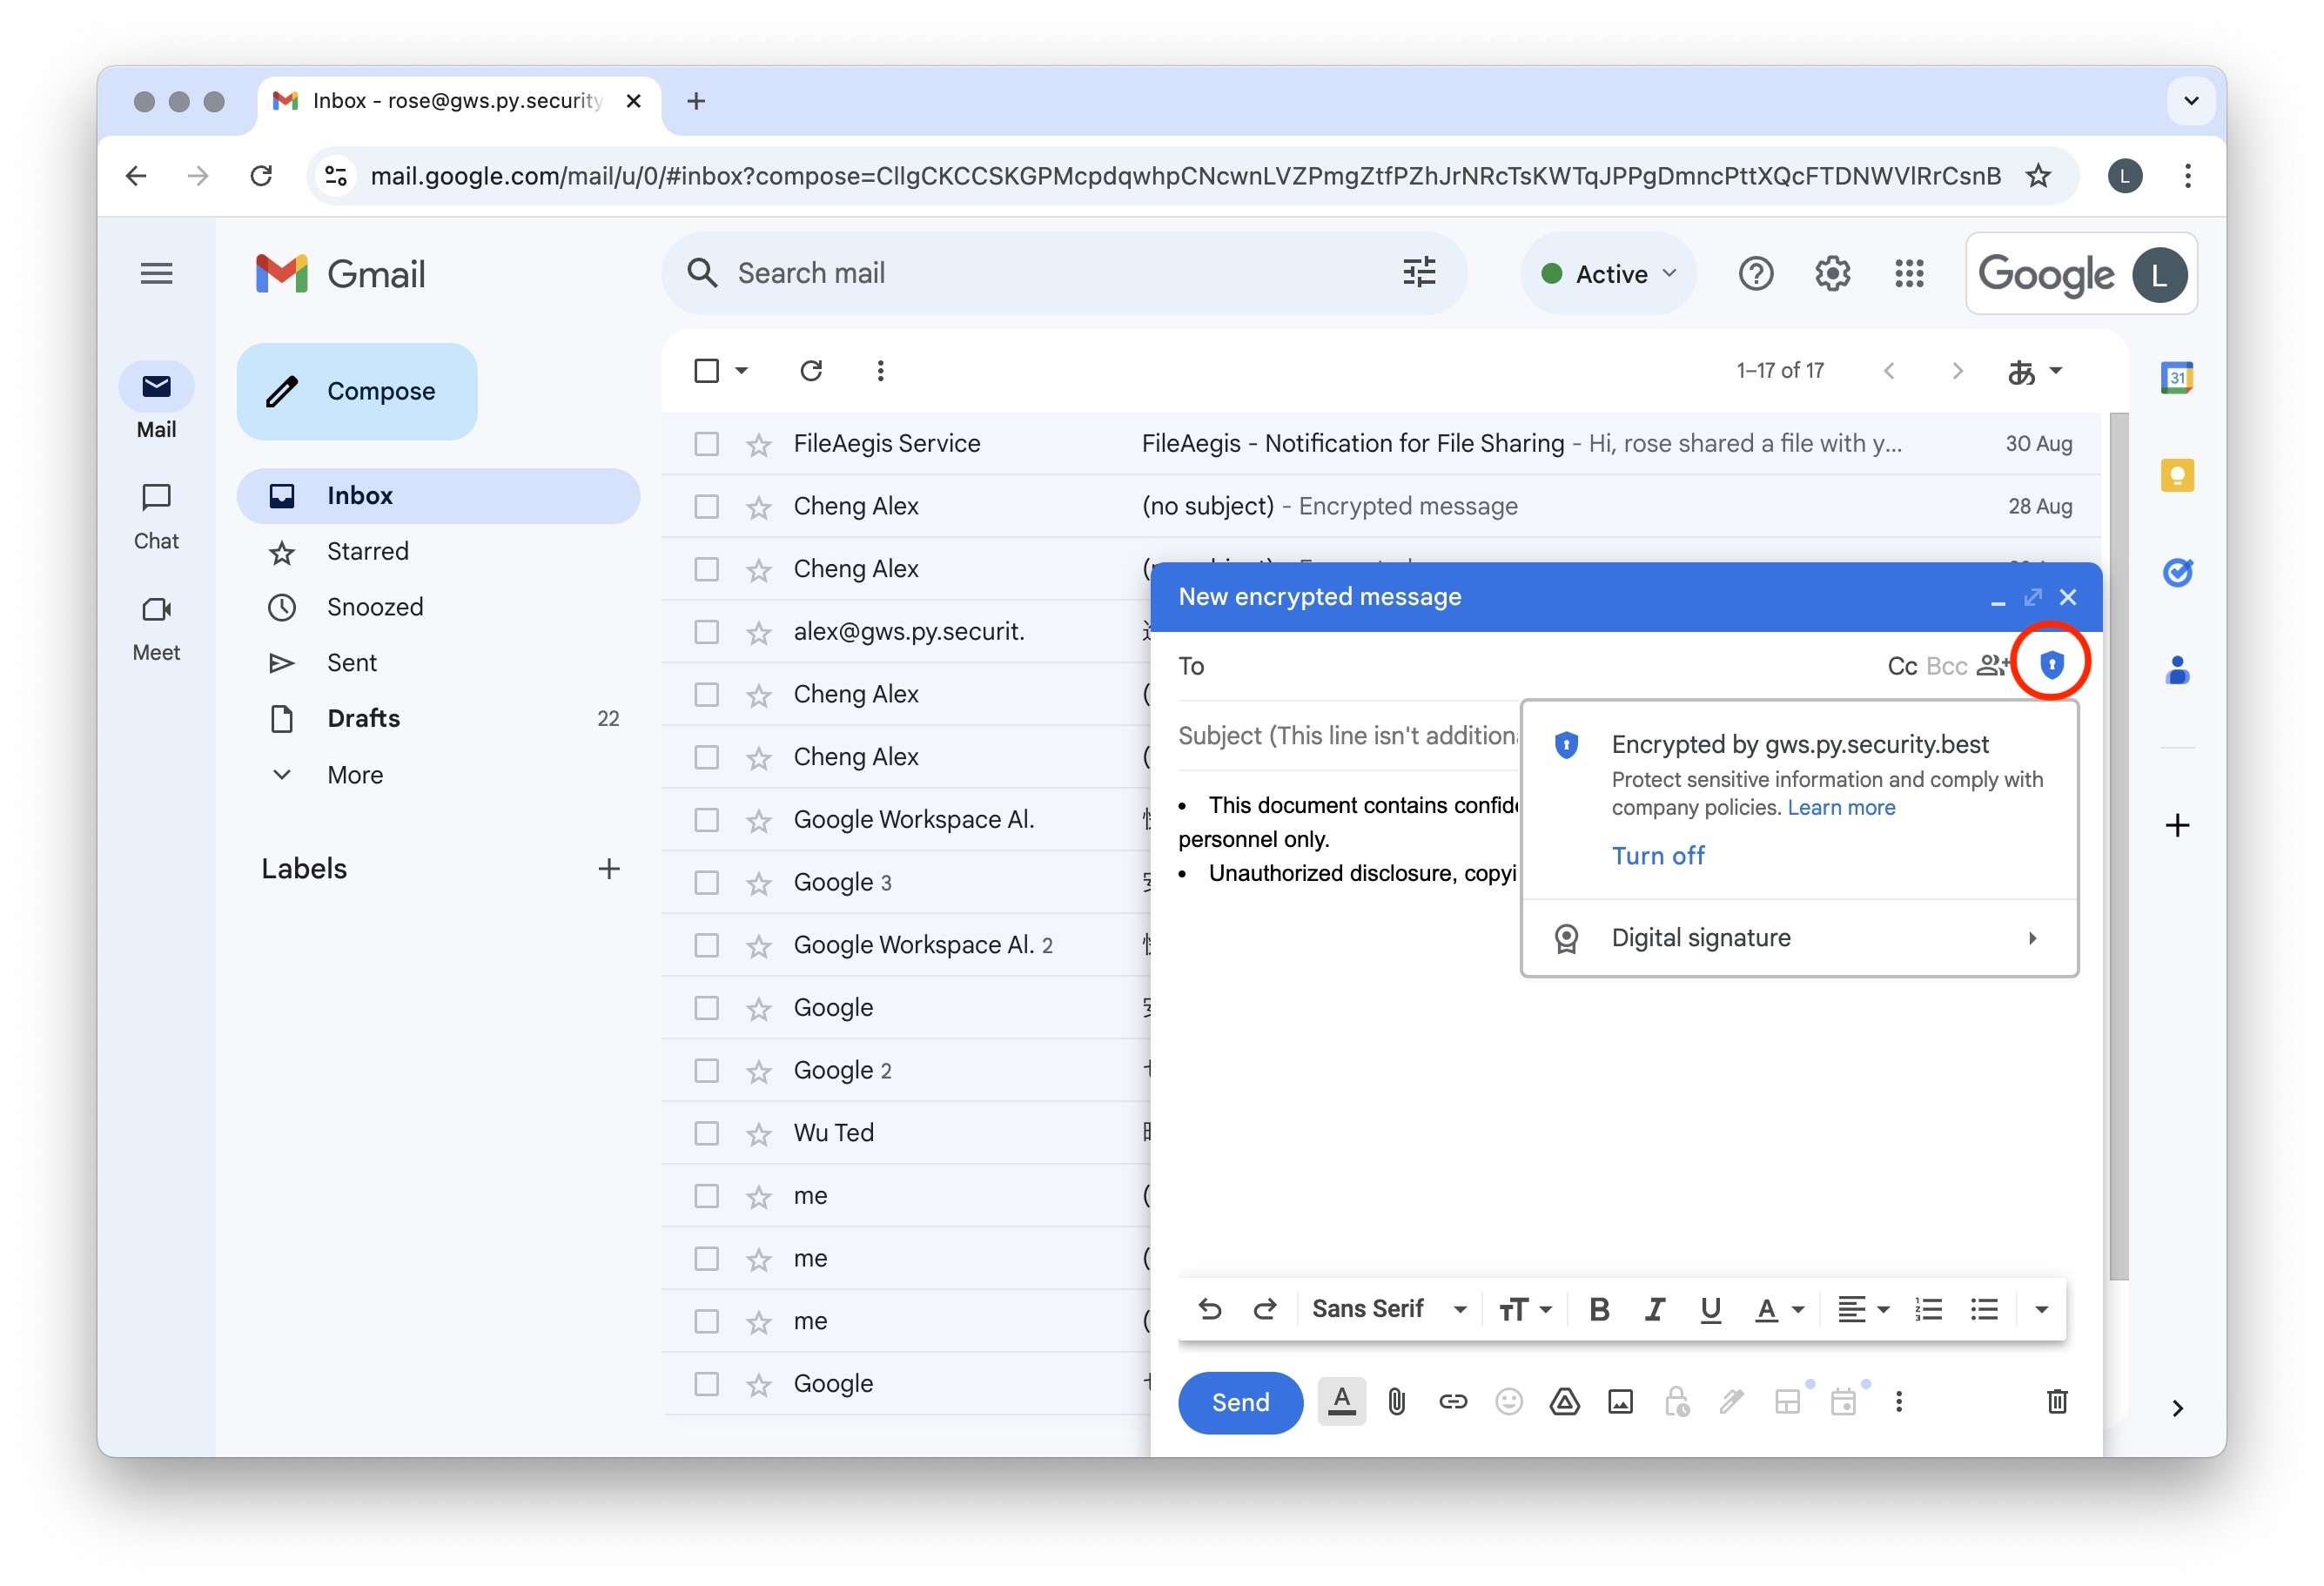 Inbox - rose@gws.py.security
mail.google.com/mail/u/0/#inbox?compose=CllgCKCCSKGPMcpdqwhpCNcwnLVZPmgZtfPZhJrNRcTsKWTqJPPgDmncPttXQcFTDNWVlRrCsnB
L
Gmail
Search mail
Active
Google
L
Mail
Chat
Meet
Compose
Inbox
Starred
Snoozed
Sent
Drafts 22
More
Labels
1–17 of 17
あ
FileAegis Service FileAegis - Notification for File Sharing - Hi, rose shared a file with y... 30 Aug
Cheng Alex (no subject) - Encrypted message 28 Aug
Cheng Alex
alex@gws.py.securit.
Cheng Alex
Cheng Alex
Google Workspace Al.
Google 3
Google Workspace Al. 2
Google
Google 2
Wu Ted
me
me
me
Google
31
New encrypted message
To Cc Bcc
Subject (This line isn't
This document contains
personnel only.
• Unauthorized disclosure,
Encrypted by gws.py.security.best
Protect sensitive information and comply with
company policies. Learn more
Turn off
Digital signature
Sans Serif
Send